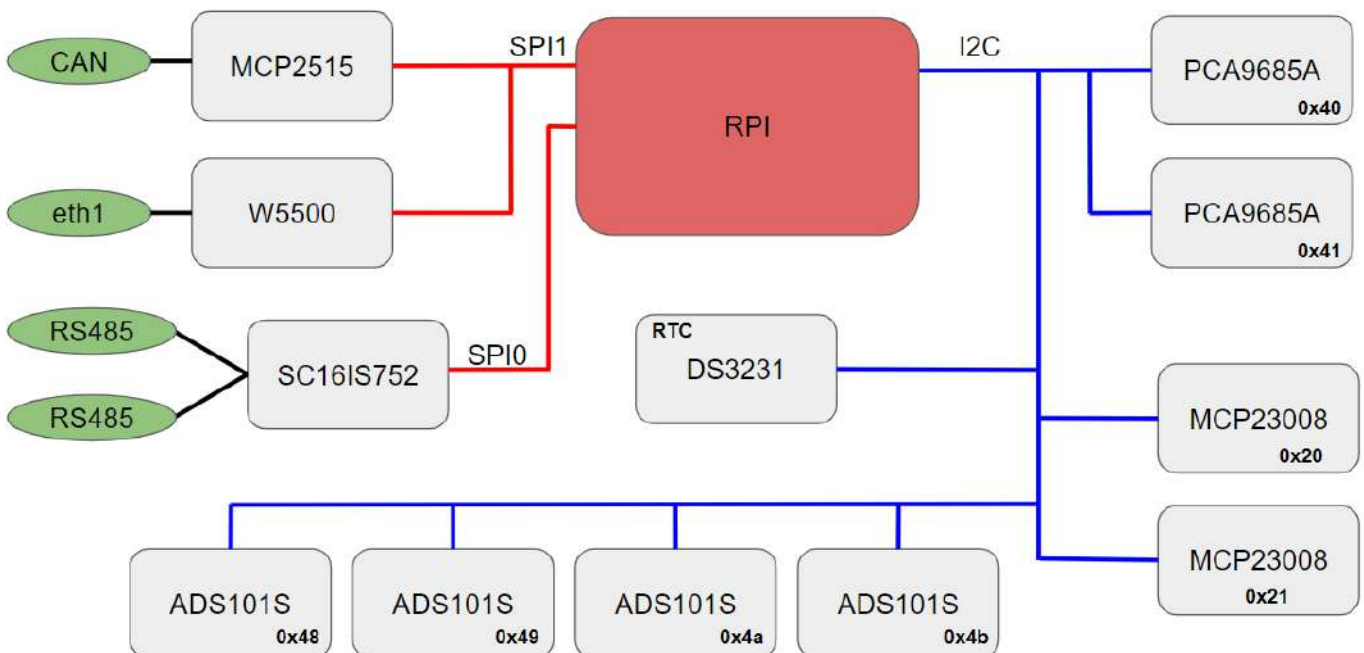 CAN
MCP2515
SPI1
RPI
I2C
PCA9685A
0x40
eth1
W5500
PCA9685A
0x41
RS485
RS485
SC16IS752
SPI0
RTC
DS3231
MCP23008
0x20
MCP23008
0x21
ADS101S
0x48
ADS101S
0x49
ADS101S
0x4a
ADS101S
0x4b